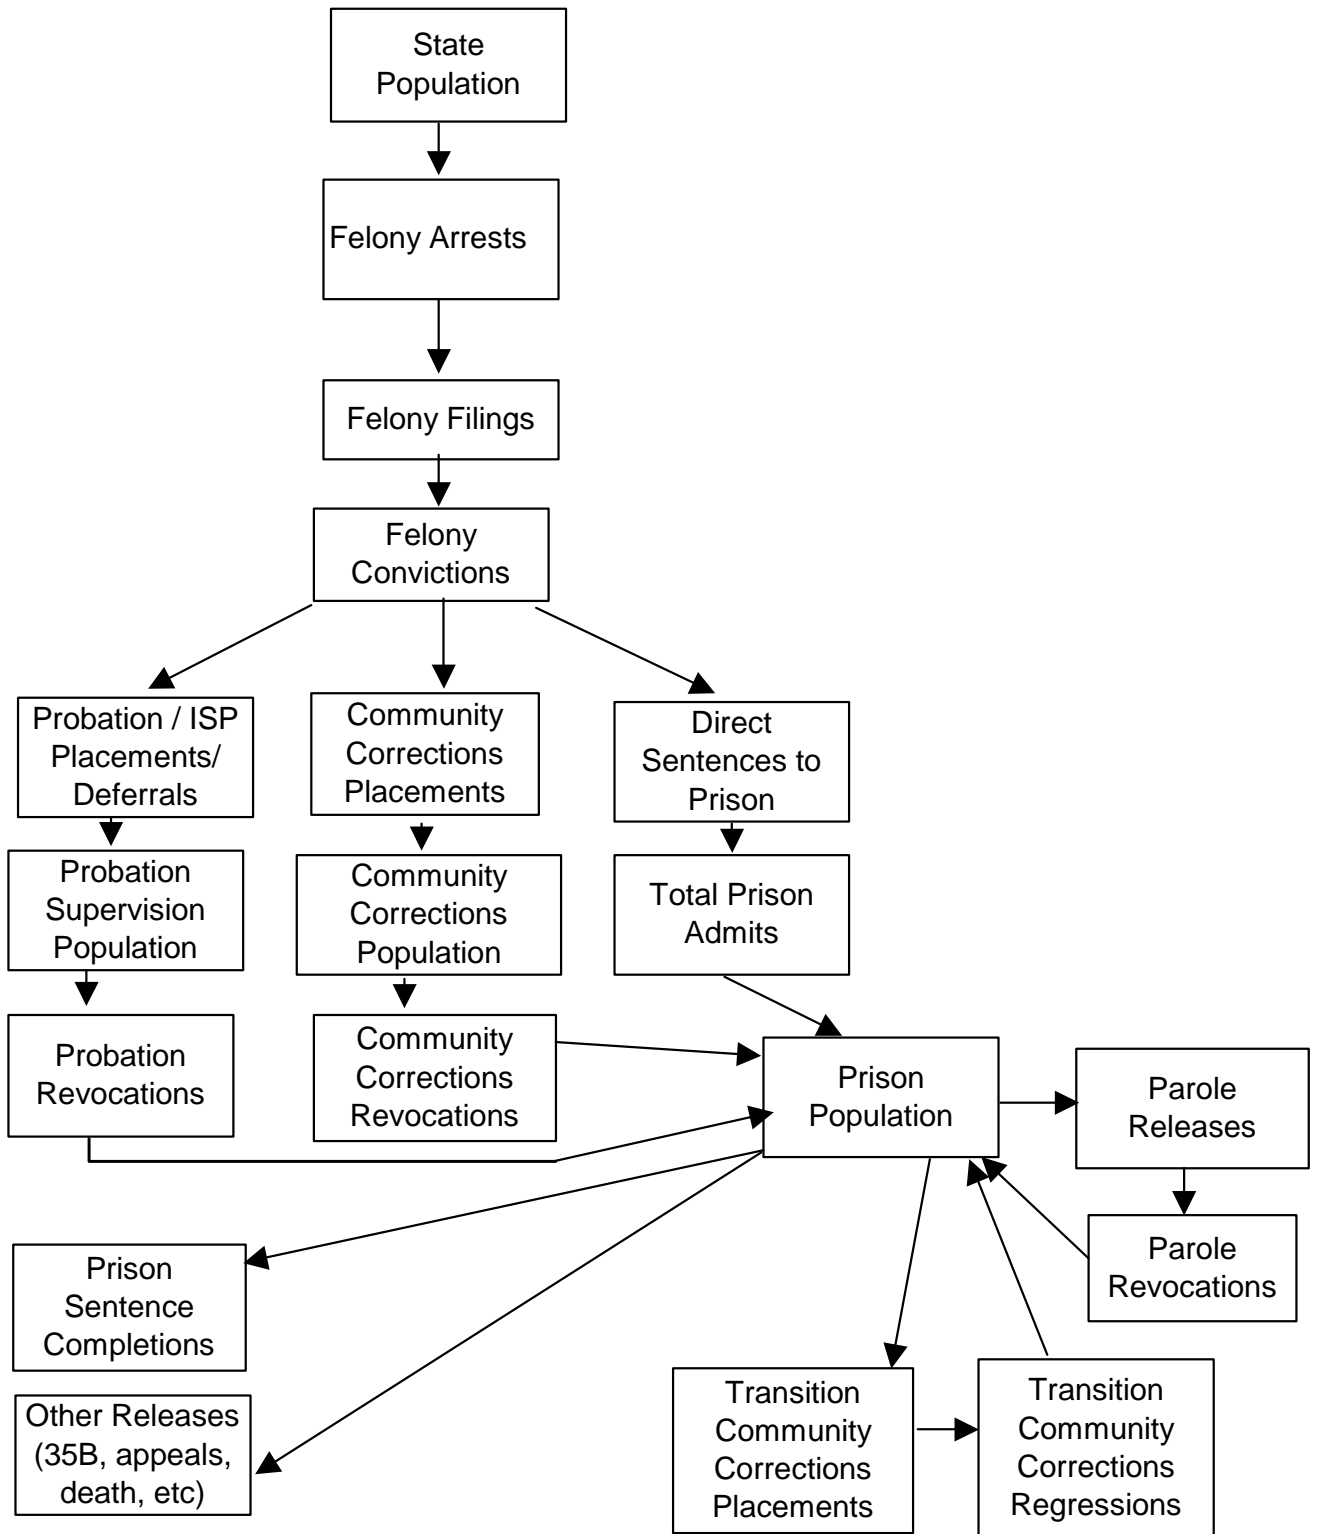 State
Population
Felony Arrests
Felony Filings
Felony
Convictions
Probation / ISP
Placements/
Deferrals
Community
Corrections
Placements
Direct
Sentences to
Prison
Probation
Supervision
Population
Community
Corrections
Population
Total Prison
Admits
Probation
Revocations
Community
Corrections
Revocations
Prison
Population
Parole
Releases
Parole
Revocations
Prison
Sentence
Completions
Other Releases
(35B, appeals,
death, etc)
Transition
Community
Corrections
Placements
Transition
Community
Corrections
Regressions